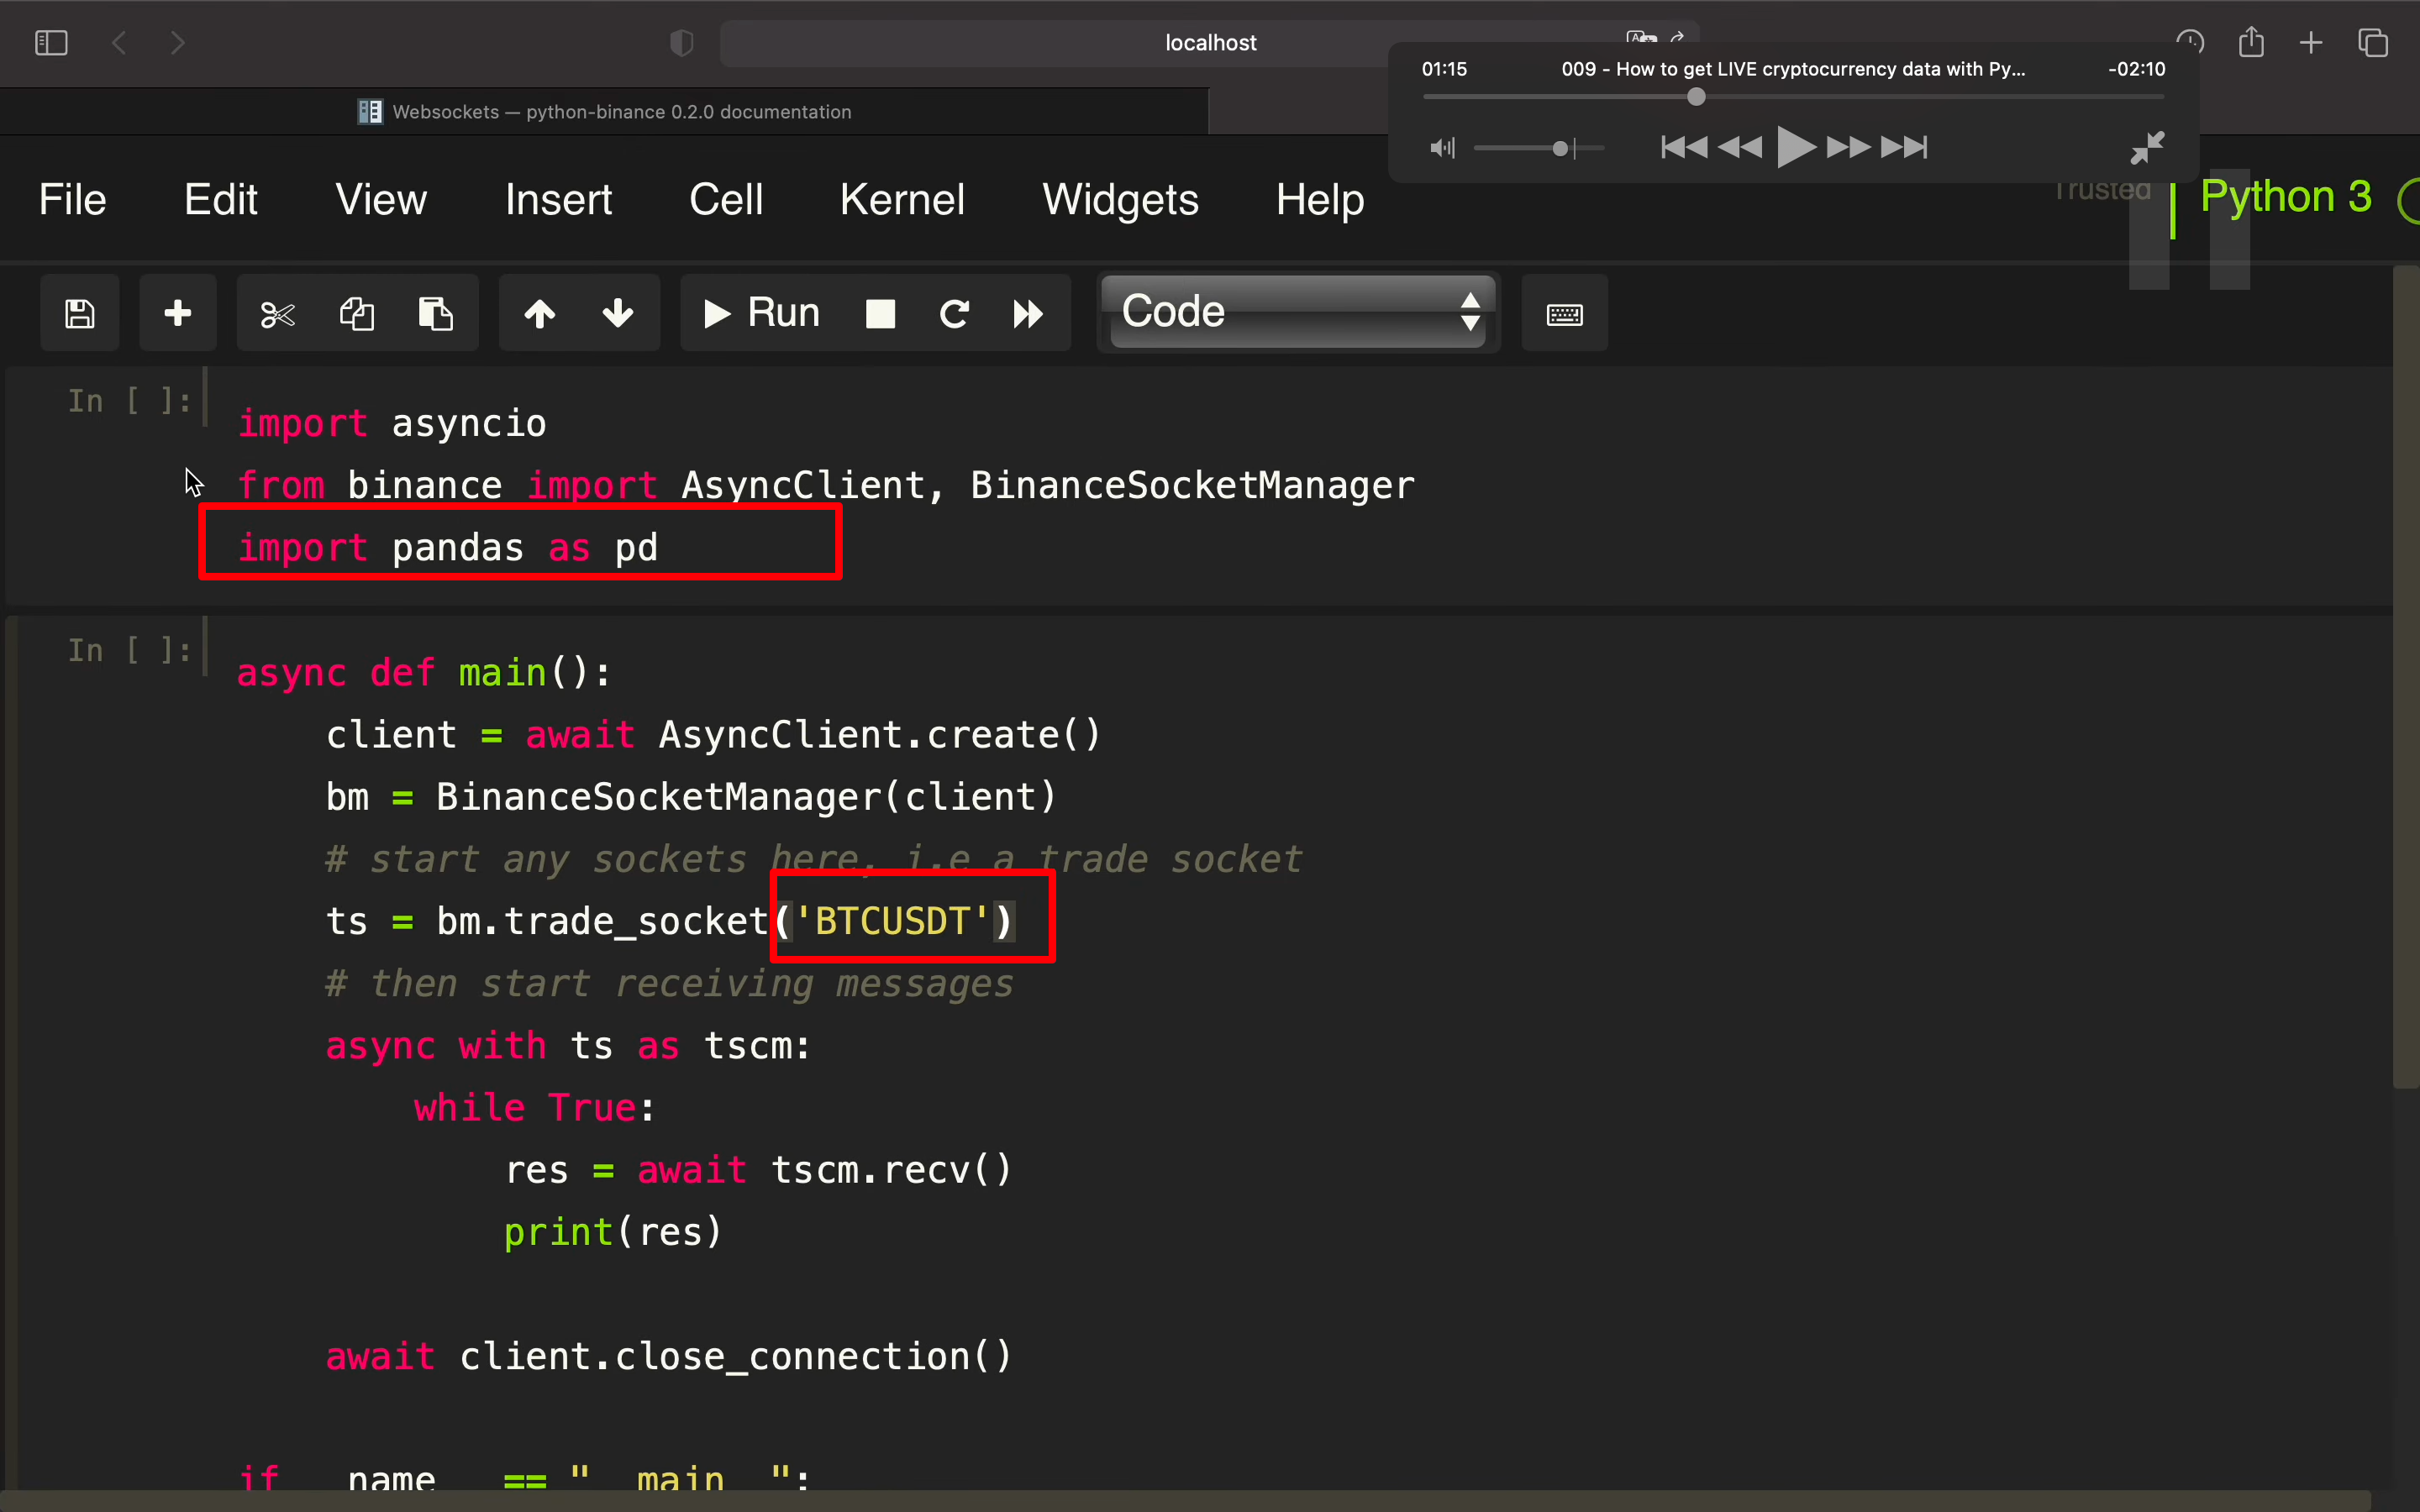 localhost
01:15 009 - How to get LIVE cryptocurrency data with Py... -02:10
Websockets — python-binance 0.2.0 documentation
File Edit View Insert Cell Kernel Widgets Help Trusted Python 3
Run Code
In [ ]:
import asyncio
from binance import AsyncClient, BinanceSocketManager
import pandas as pd
In [ ]:
async def main():
client = await AsyncClient.create()
bm = BinanceSocketManager(client)
# start any sockets here, i.e a trade socket
ts = bm.trade_socket('BTCUSDT')
# then start receiving messages
async with ts as tscm:
while True:
res = await tscm.recv()
print(res)
await client.close_connection()
if __name__ == "__main__":